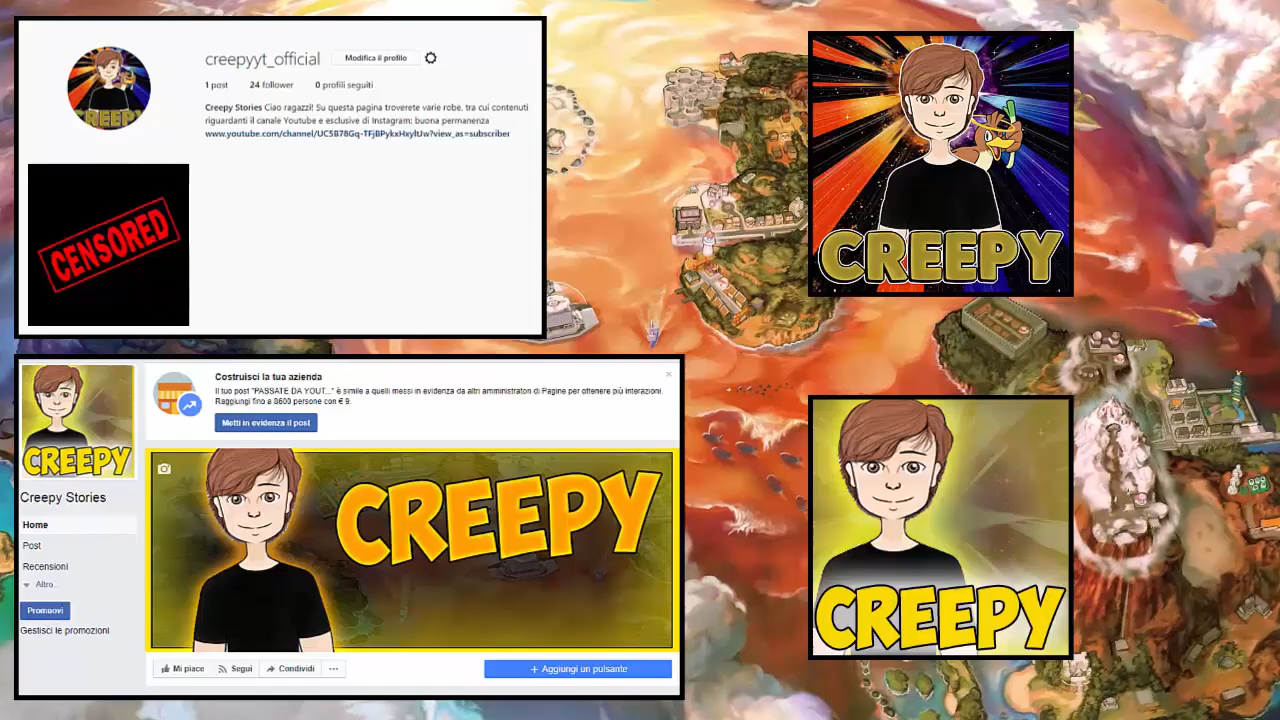 creepyyt_official Modifica il profilo
1 post 24 follower 0 profili seguiti
Creepy Stories Ciao ragazzi! Su questa pagina troverete varie robe, tra cui contenuti
riguardanti il canale Youtube e esclusive di Instagram: buona permanenza
www.youtube.com/channel/UC5B78Gq-TFjBPykxHxyltUw?view_as=subscriber
CREEPY
CENSORED
CREEPY
Costruisci la tua azienda
Il tuo post "PASSATE DA YOUT..." è simile a quelli messi in evidenza da altri amministratori di Pagine per ottenere più interazioni.
Raggiungi fino a 8600 persone con € 9.
Metti in evidenza il post
CREEPY
Creepy Stories
Home
Post
Recensioni
Altro...
Promuovi
Gestisci le promozioni
CREEPY
Mi piace Segui Condividi ... + Aggiungi un pulsante
CREEPY